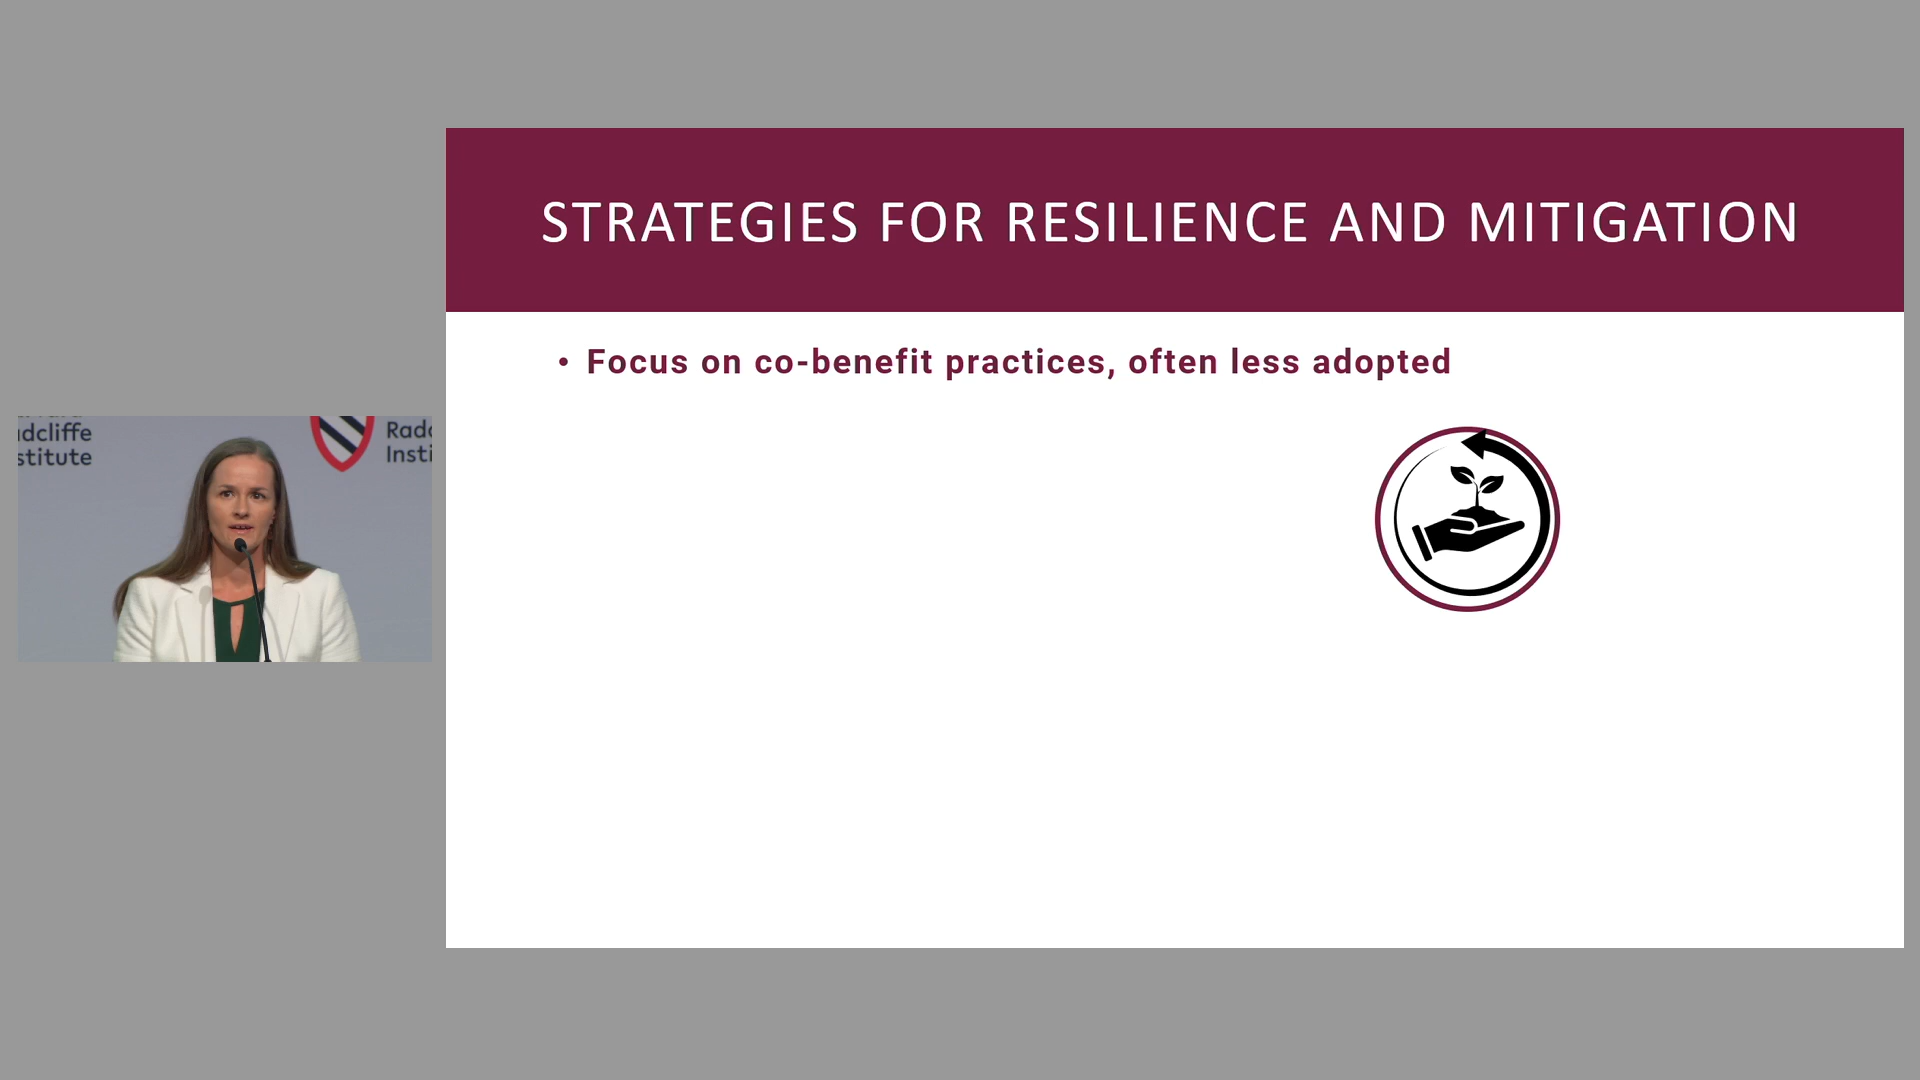 STRATEGIES FOR RESILIENCE AND MITIGATION
• Focus on co-benefit practices, often less adopted
dcliffe
stitute
Rad
Insti